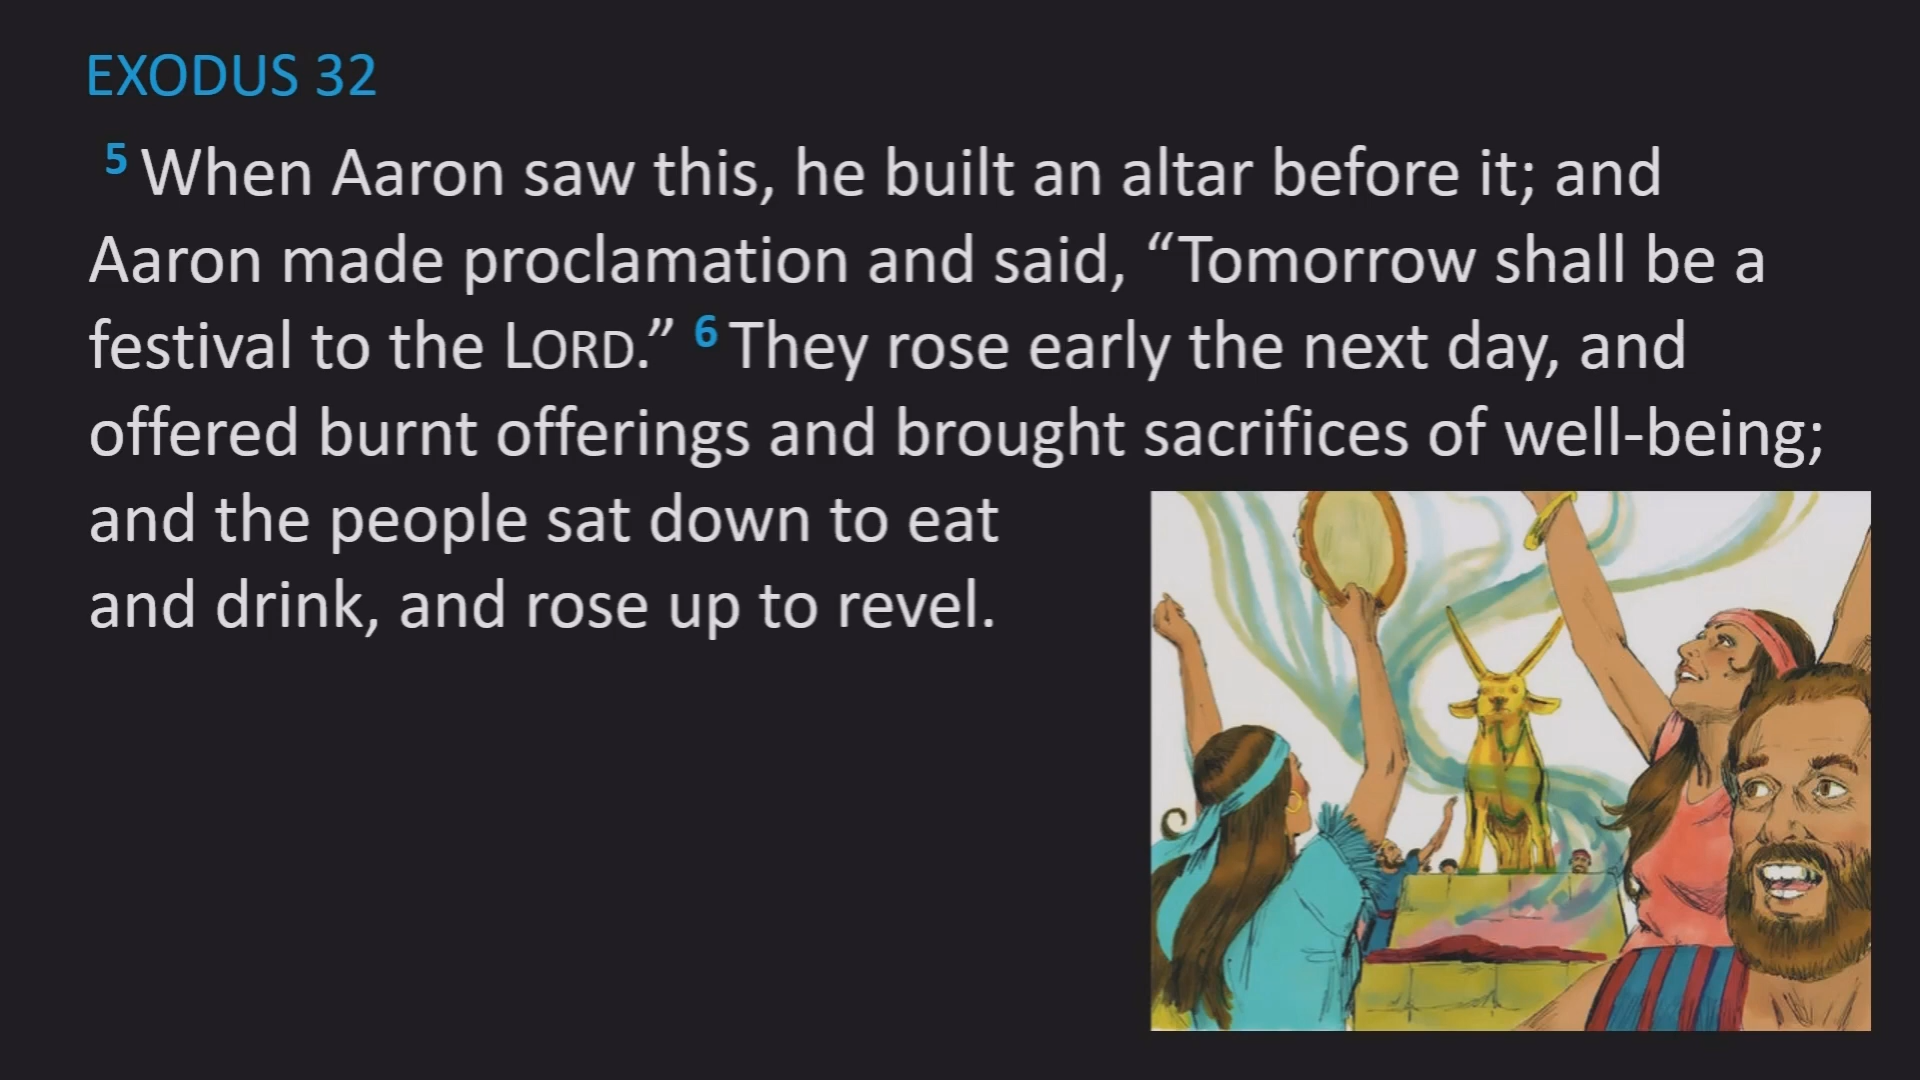 EXODUS 32
5 When Aaron saw this, he built an altar before it; and
Aaron made proclamation and said, “Tomorrow shall be a
festival to the LORD.” 6 They rose early the next day, and
offered burnt offerings and brought sacrifices of well-being;
and the people sat down to eat
and drink, and rose up to revel.